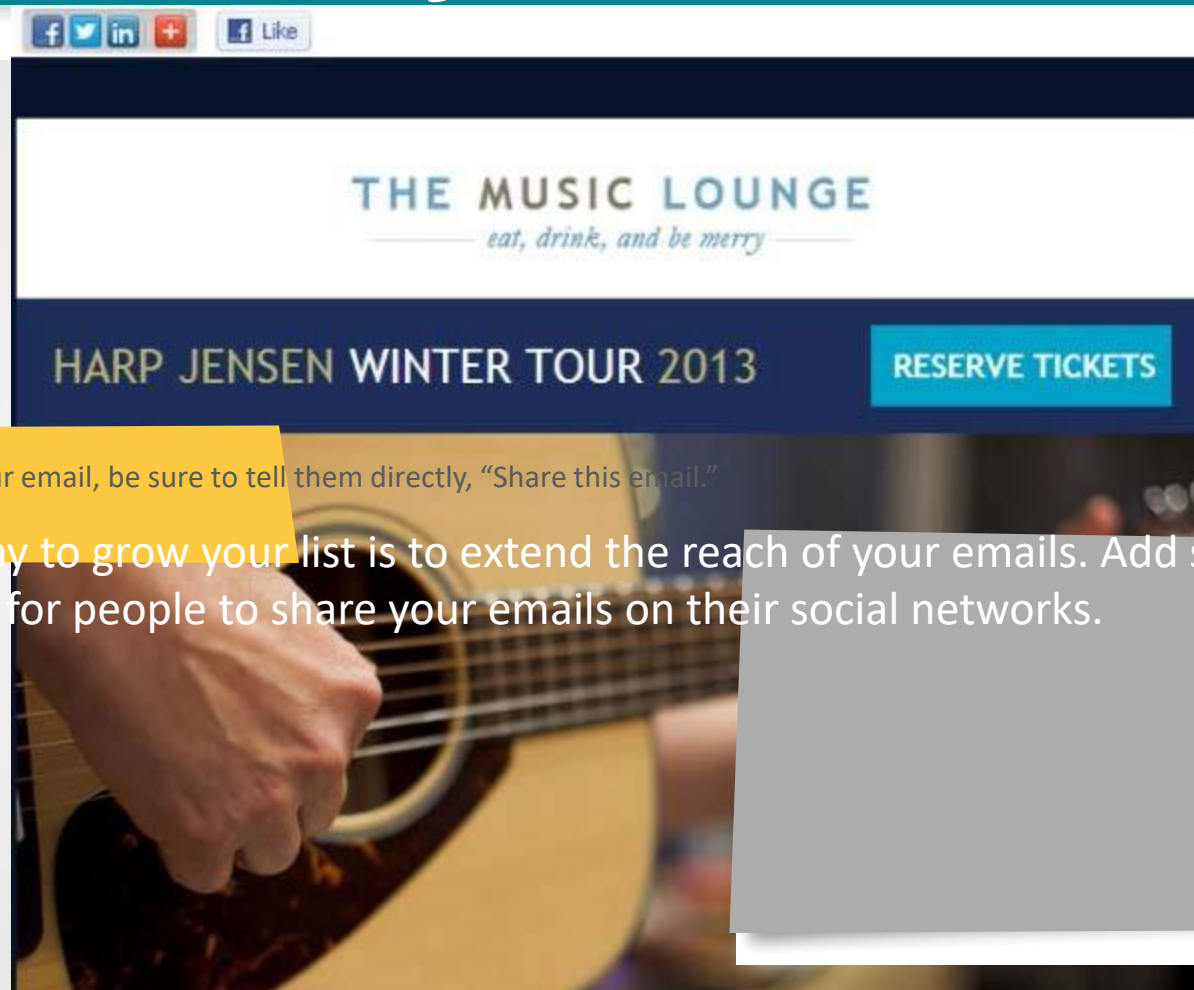 Like
THE MUSIC LOUNGE
eat, drink, and be merry
HARP JENSEN WINTER TOUR 2013
RESERVE TICKETS
email, be sure to tell them directly, “Share this email.”
to grow your list is to extend the reach of your emails. Add
for people to share your emails on their social networks.